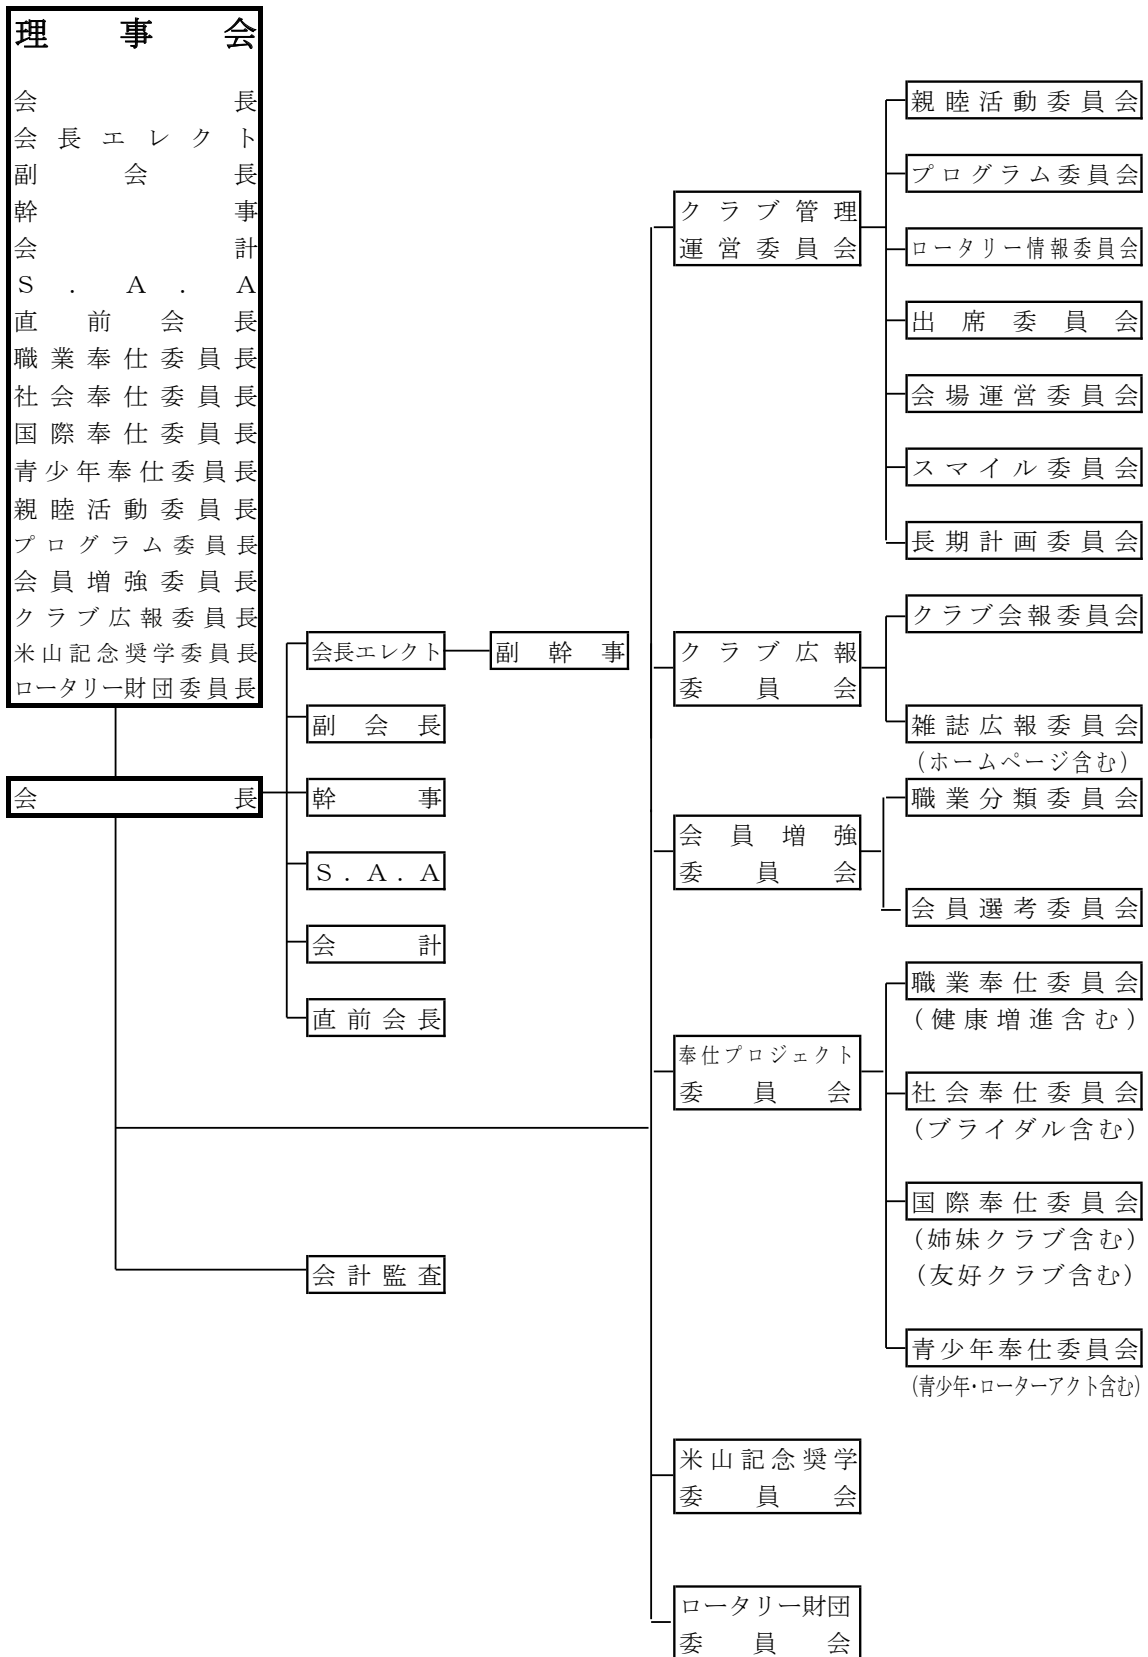 理事会
会長
会長エレクト
副会長
幹事
会計
S.A.A
直前会長
職業奉仕委員長
社会奉仕委員長
国際奉仕委員長
青少年奉仕委員長
親睦活動委員長
プログラム委員長
会員増強委員長
クラブ広報委員長
米山記念奨学委員長
ロータリー財団委員長
会長
会長エレクト
副幹事
副会長
幹事
S.A.A
会計
直前会長
会計監査
クラブ管理
運営委員会
親睦活動委員会
プログラム委員会
ロータリー情報委員会
出席委員会
会場運営委員会
スマイル委員会
長期計画委員会
クラブ広報
委員会
クラブ会報委員会
雑誌広報委員会
(ホームページ含む)
会員増強
委員会
職業分類委員会
会員選考委員会
奉仕プロジェクト
委員会
職業奉仕委員会
(健康増進含む)
社会奉仕委員会
(ブライダル含む)
国際奉仕委員会
(姉妹クラブ含む)
(友好クラブ含む)
青少年奉仕委員会
(青少年・ローターアクト含む)
米山記念奨学
委員会
ロータリー財団
委員会